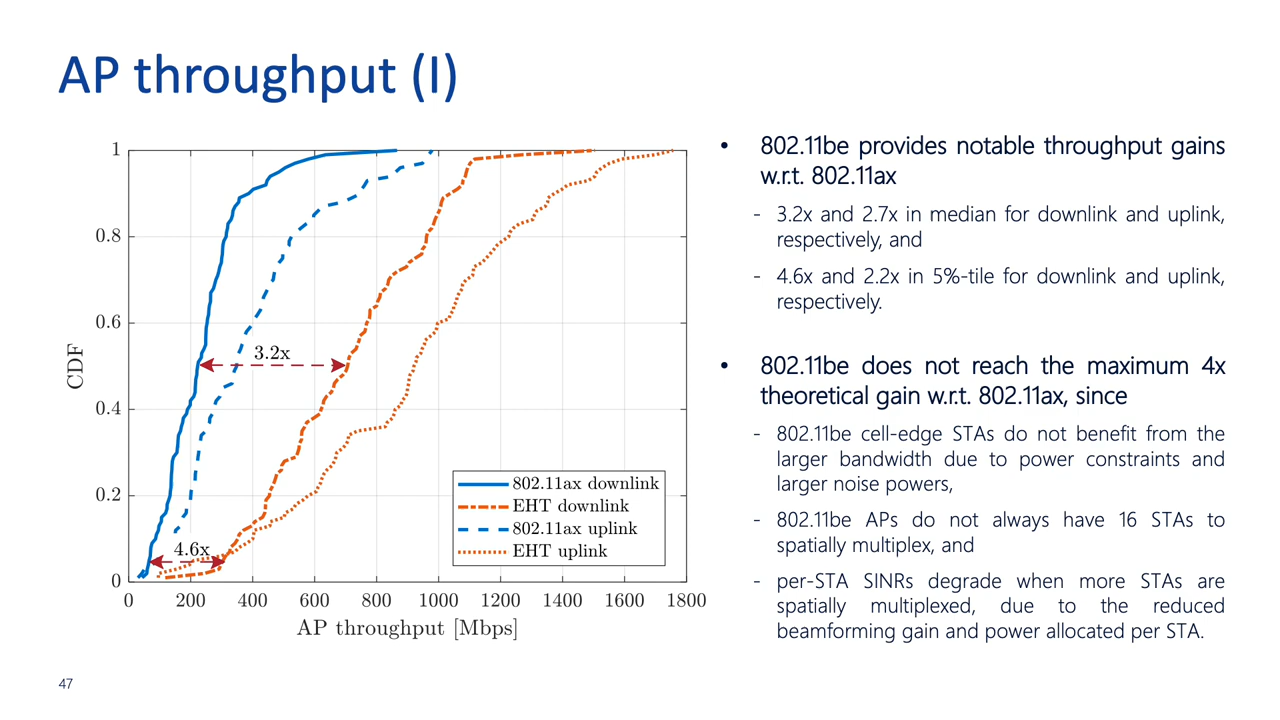 AP throughput (I)
1
0.8
0.6
0.4
0.2
0
CDF
0 200 400 600 800 1000 1200 1400 1600 1800
AP throughput [Mbps]
3.2x
4.6x
802.11ax downlink
EHT downlink
802.11ax uplink
EHT uplink
• 802.11be provides notable throughput gains
w.r.t. 802.11ax
- 3.2x and 2.7x in median for downlink and uplink,
respectively, and
- 4.6x and 2.2x in 5%-tile for downlink and uplink,
respectively.
• 802.11be does not reach the maximum 4x
theoretical gain w.r.t. 802.11ax, since
- 802.11be cell-edge STAs do not benefit from the
larger bandwidth due to power constraints and
larger noise powers,
- 802.11be APs do not always have 16 STAs to
spatially multiplex, and
- per-STA SINRs degrade when more STAs are
spatially multiplexed, due to the reduced
beamforming gain and power allocated per STA.
47